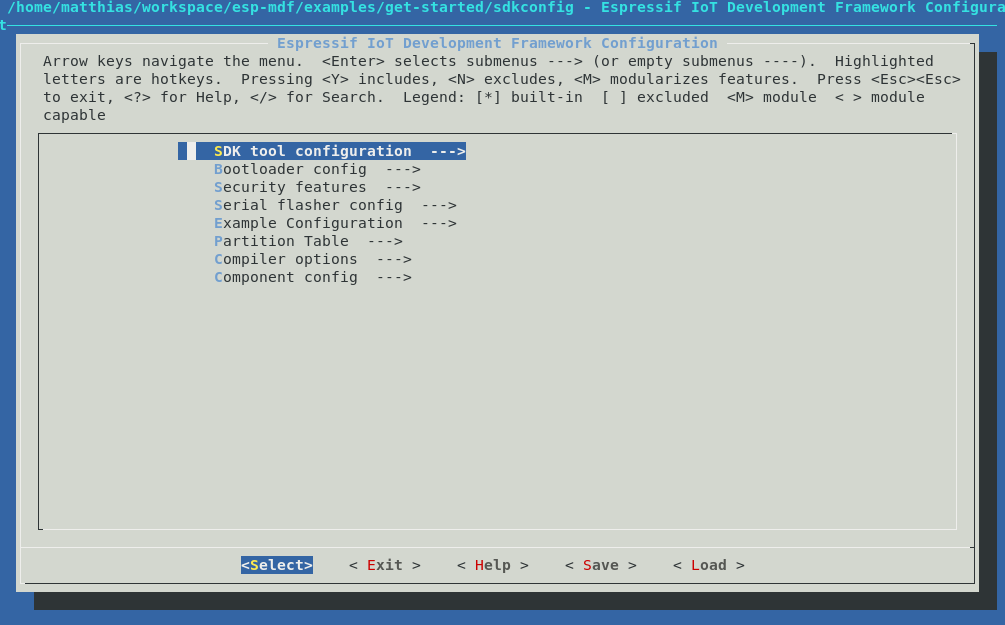 /home/matthias/workspace/esp-mdf/examples/get-started/sdkconfig - Espressif IoT Development Framework Configura
t
Espressif IoT Development Framework Configuration
Arrow keys navigate the menu.  <Enter> selects submenus ---> (or empty submenus ----).  Highlighted
letters are hotkeys.  Pressing <Y> includes, <N> excludes, <M> modularizes features.  Press <Esc><Esc>
to exit, <?> for Help, </> for Search.  Legend: [*] built-in  [ ] excluded  <M> module  < > module
capable
SDK tool configuration  --->
Bootloader config  --->
Security features  --->
Serial flasher config  --->
Example Configuration  --->
Partition Table  --->
Compiler options  --->
Component config  --->
<Select>    < Exit >    < Help >    < Save >    < Load >